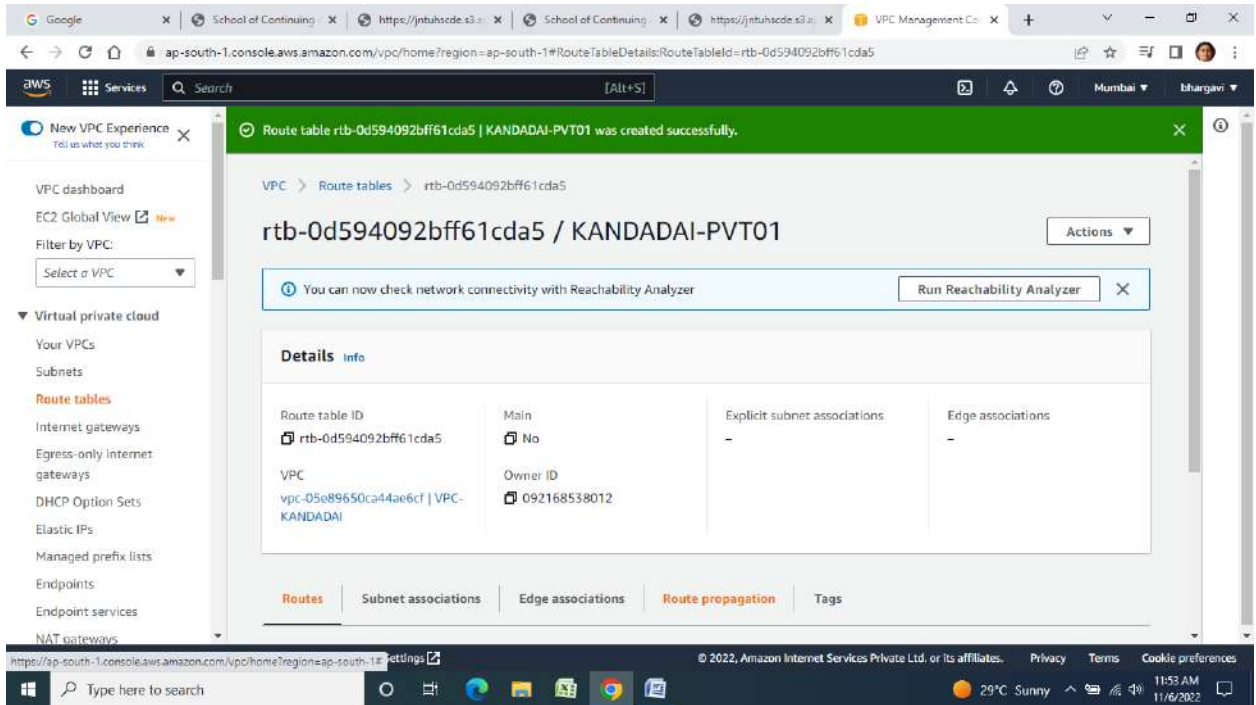 Google
School of Continuing
https://jntuhscde.s3.
School of Continuing
https://jntuhscde.s3.
VPC Management Co
ap-south-1.console.aws.amazon.com/vpc/home?region=ap-south-1#RouteTableDetails:RouteTableId=rtb-0d594092bff61cda5
aws Services Search [Alt+S] Mumbai ▼ bhargavi ▼
New VPC Experience
Tell us what you think
Route table rtb-0d594092bff61cda5 | KANDADAI-PVT01 was created successfully.
VPC dashboard
EC2 Global View New
Filter by VPC:
Select a VPC
Virtual private cloud
Your VPCs
Subnets
Route tables
Internet gateways
Egress-only internet
gateways
DHCP Option Sets
Elastic IPs
Managed prefix lists
Endpoints
Endpoint services
NAT gateways
VPC > Route tables > rtb-0d594092bff61cda5
rtb-0d594092bff61cda5 / KANDADAI-PVT01
Actions ▼
You can now check network connectivity with Reachability Analyzer
Run Reachability Analyzer
Details Info
Route table ID
rtb-0d594092bff61cda5
Main
No
Explicit subnet associations
–
Edge associations
–
VPC
vpc-05e89650ca44ae6cf | VPC-
KANDADAI
Owner ID
092168538012
Routes Subnet associations Edge associations Route propagation Tags
https://ap-south-1.console.aws.amazon.com/vpc/home?region=ap-south-1#
ettings
© 2022, Amazon Internet Services Private Ltd. or its affiliates. Privacy Terms Cookie preferences
Type here to search
29°C Sunny
11:53 AM
11/6/2022